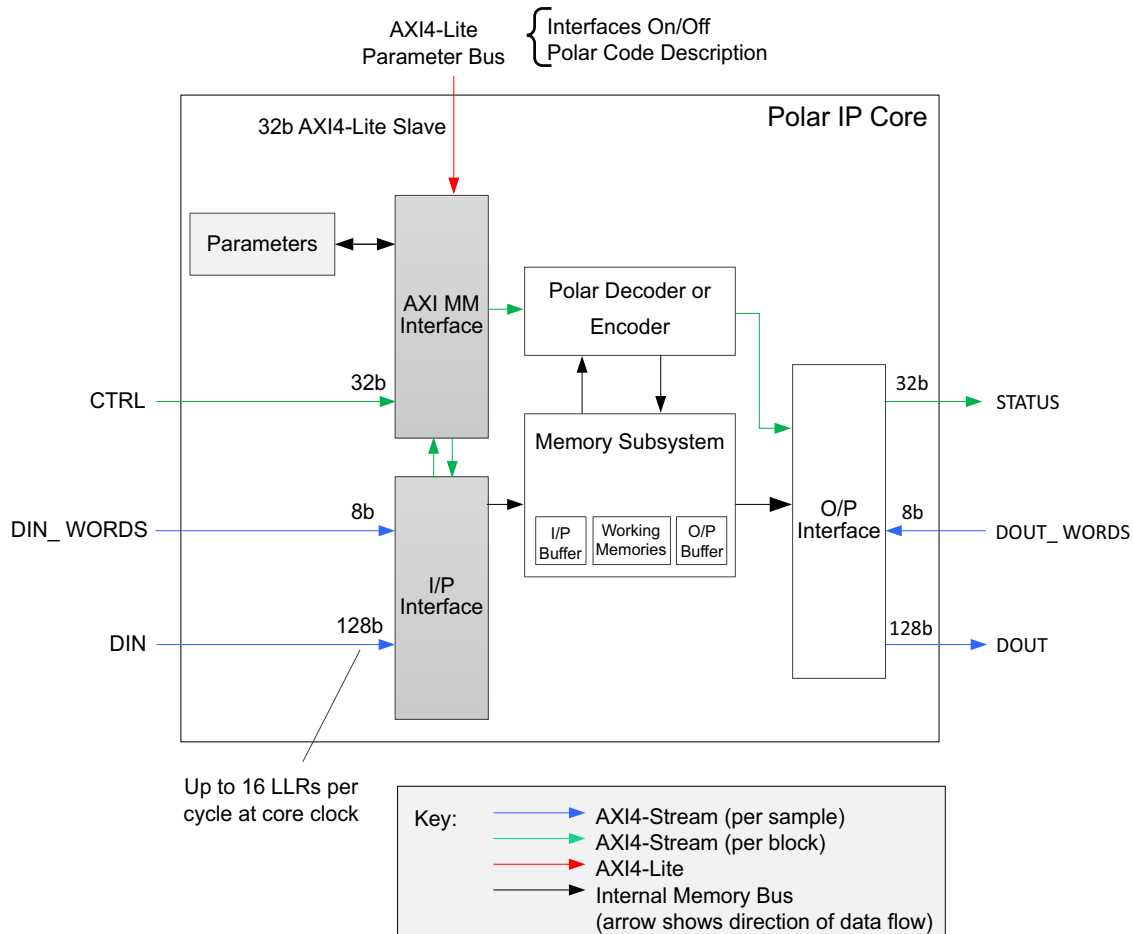 AXI4-Lite
Parameter Bus
Interfaces On/Off
Polar Code Description
Polar IP Core
32b AXI4-Lite Slave
Parameters
AXI MM
Interface
Polar Decoder or
Encoder
CTRL
32b
32b
STATUS
Memory Subsystem
I/P
Buffer
Working
Memories
O/P
Buffer
O/P
Interface
DIN_ WORDS
8b
8b
DOUT_ WORDS
I/P
Interface
DIN
128b
128b
DOUT
Up to 16 LLRs per
cycle at core clock
Key:
AXI4-Stream (per sample)
AXI4-Stream (per block)
AXI4-Lite
Internal Memory Bus
(arrow shows direction of data flow)